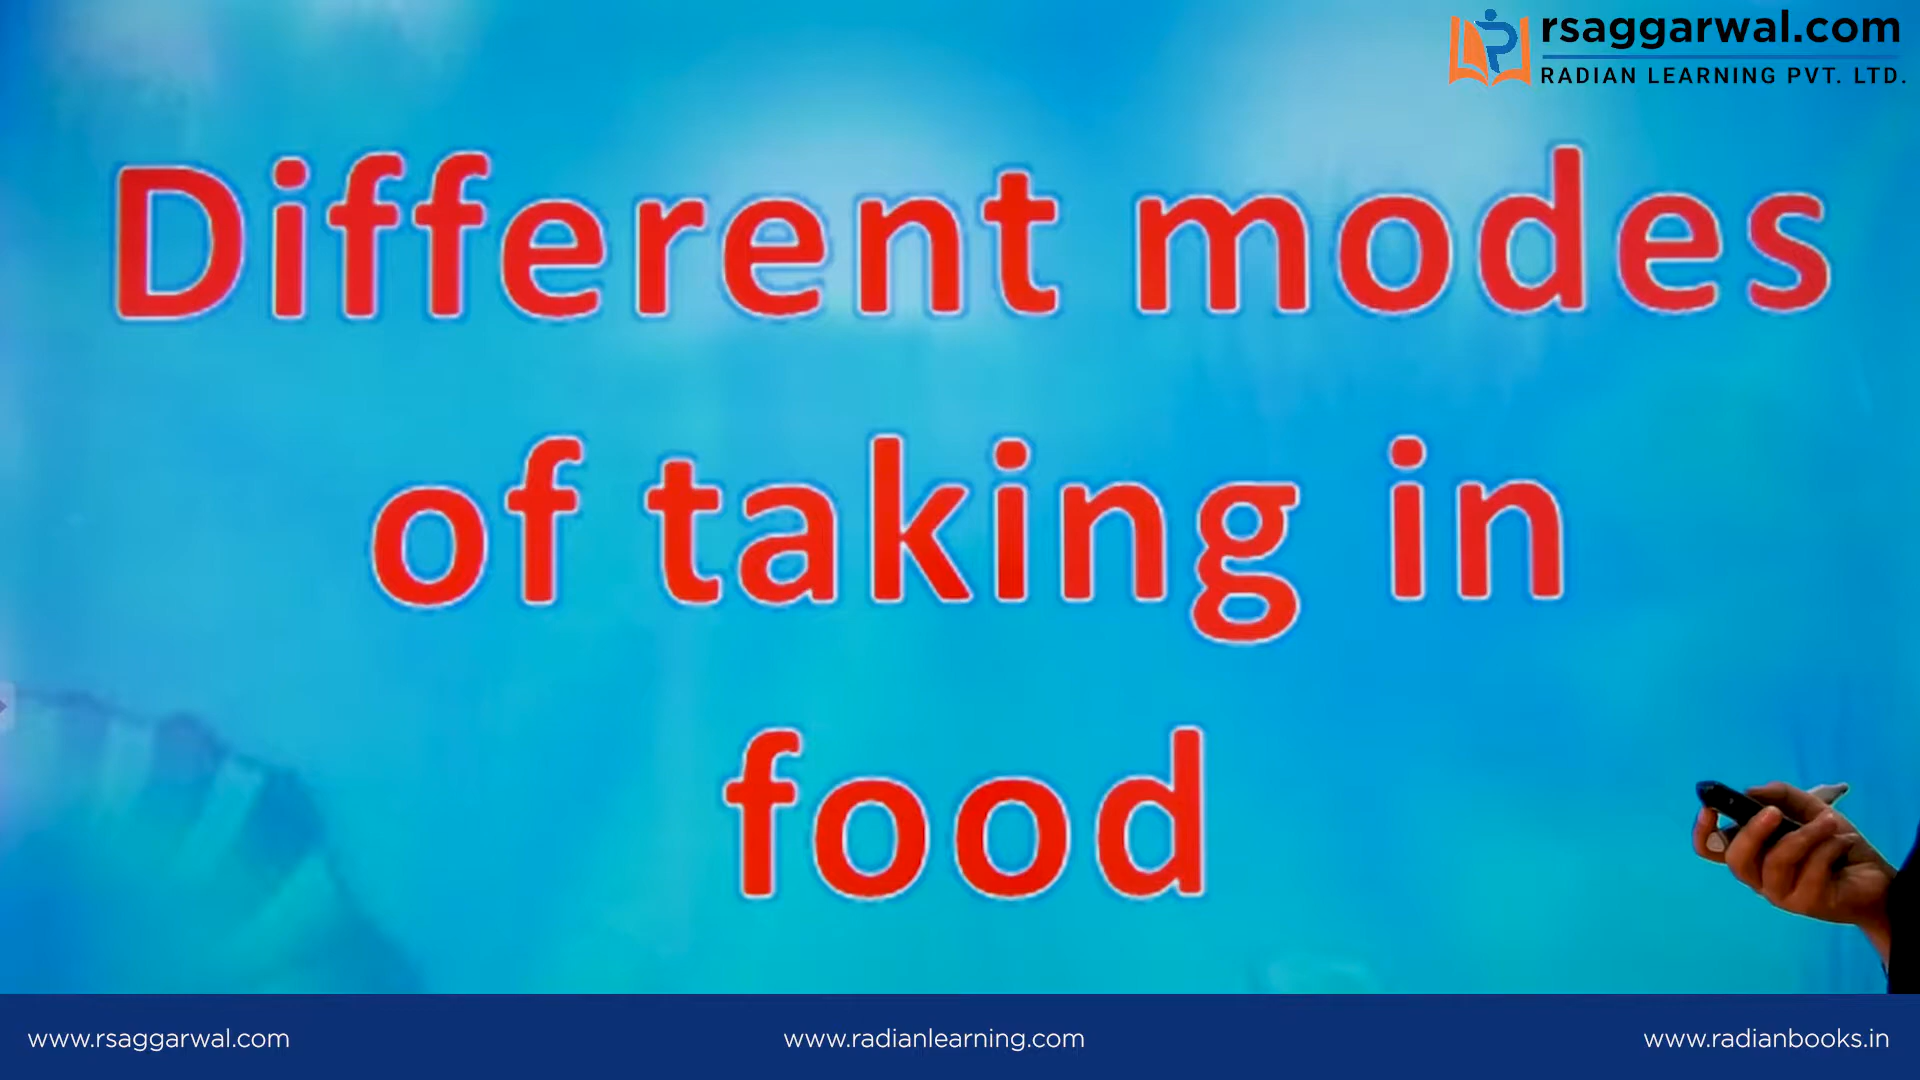 rsaggarwal.com
RADIAN LEARNING PVT. LTD.
Different modes
of taking in
food
www.rsaggarwal.com
www.radianlearning.com
www.radianbooks.in